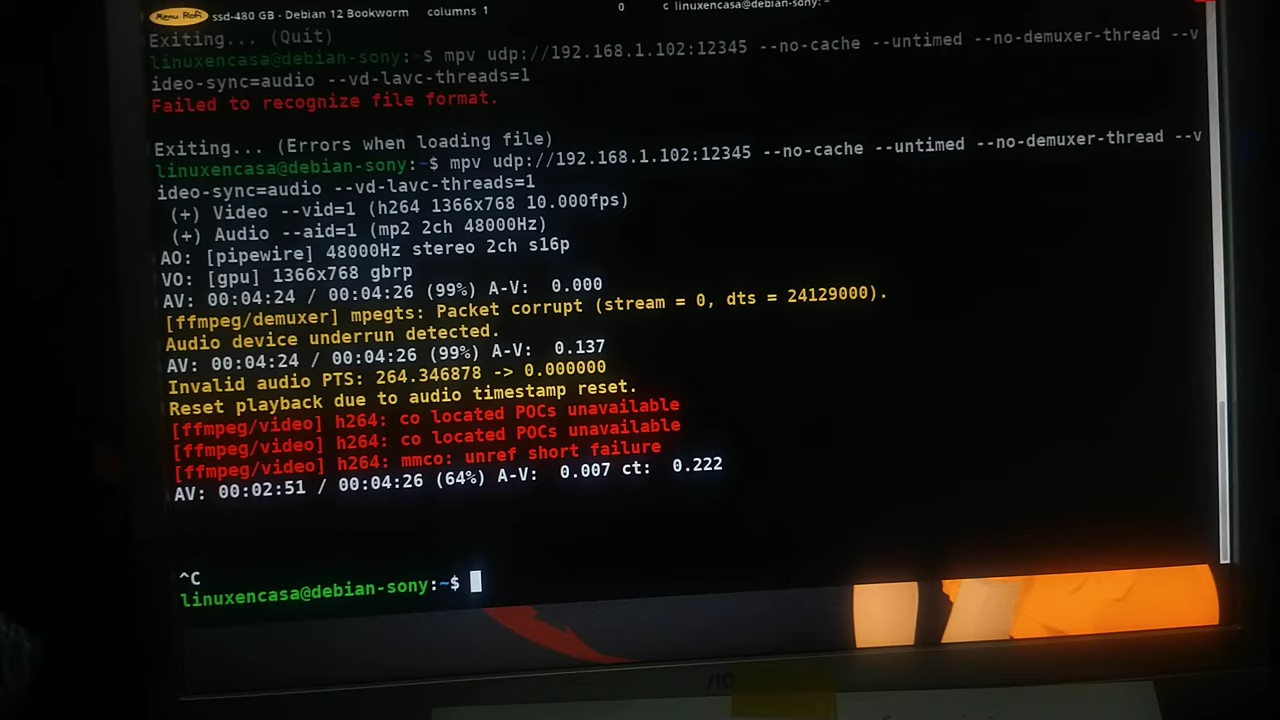 Menu Rofi ssd-480 GB - Debian 12 Bookworm columns 1 0 c linuxencasa@debian-sony: ~
Exiting... (Quit)
linuxencasa@debian-sony:~$ mpv udp://192.168.1.102:12345 --no-cache --untimed --no-demuxer-thread --v
ideo-sync=audio --vd-lavc-threads=1
Failed to recognize file format.
Exiting... (Errors when loading file)
linuxencasa@debian-sony:~$ mpv udp://192.168.1.102:12345 --no-cache --untimed --no-demuxer-thread --v
ideo-sync=audio --vd-lavc-threads=1
(+) Video --vid=1 (h264 1366x768 10.000fps)
(+) Audio --aid=1 (mp2 2ch 48000Hz)
AO: [pipewire] 48000Hz stereo 2ch s16p
VO: [gpu] 1366x768 gbrp
AV: 00:04:24 / 00:04:26 (99%) A-V: 0.000
[ffmpeg/demuxer] mpegts: Packet corrupt (stream = 0, dts = 24129000).
Audio device underrun detected.
AV: 00:04:24 / 00:04:26 (99%) A-V: 0.137
Invalid audio PTS: 264.346878 -> 0.000000
Reset playback due to audio timestamp reset.
[ffmpeg/video] h264: co located POCs unavailable
[ffmpeg/video] h264: co located POCs unavailable
[ffmpeg/video] h264: mmco: unref short failure
AV: 00:02:51 / 00:04:26 (64%) A-V: 0.007 ct: 0.222
^C
linuxencasa@debian-sony:~$